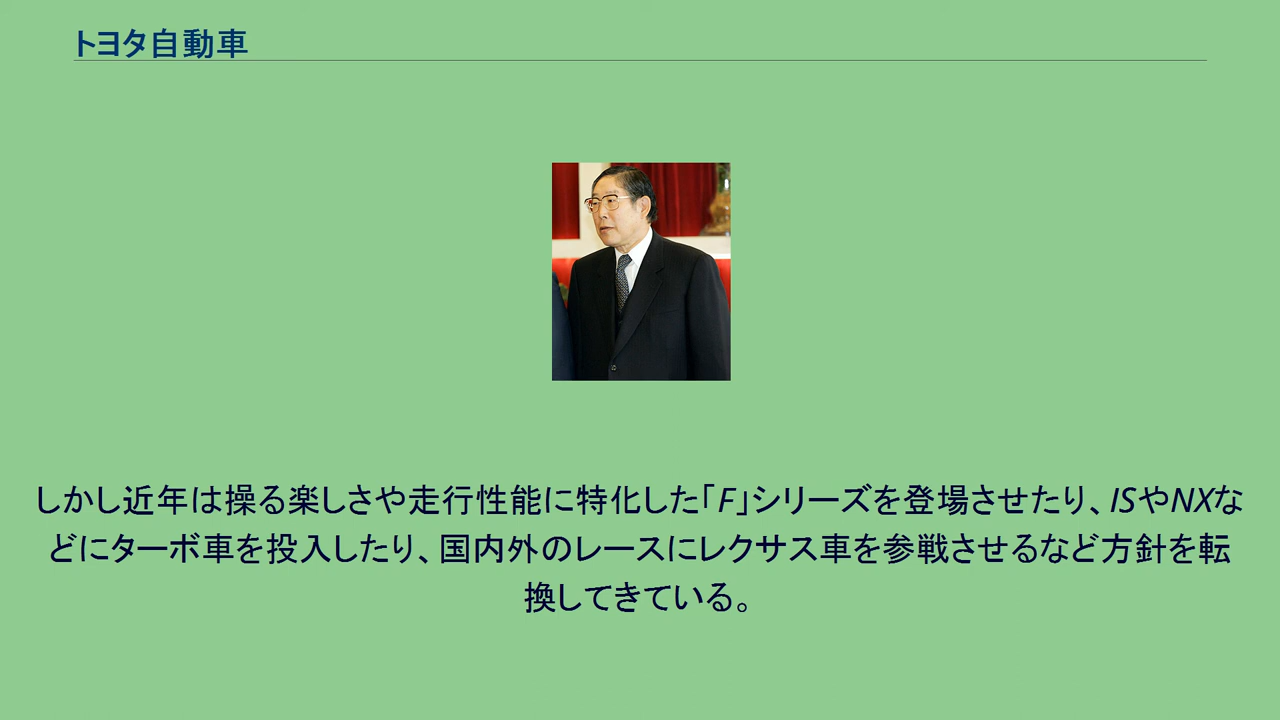 トヨタ自動車
しかし近年は操る楽しさや走行性能に特化した「F」シリーズを登場させたり、ISやNXな
どにターボ車を投入したり、国内外のレースにレクサス車を参戦させるなど方針を転
換してきている。